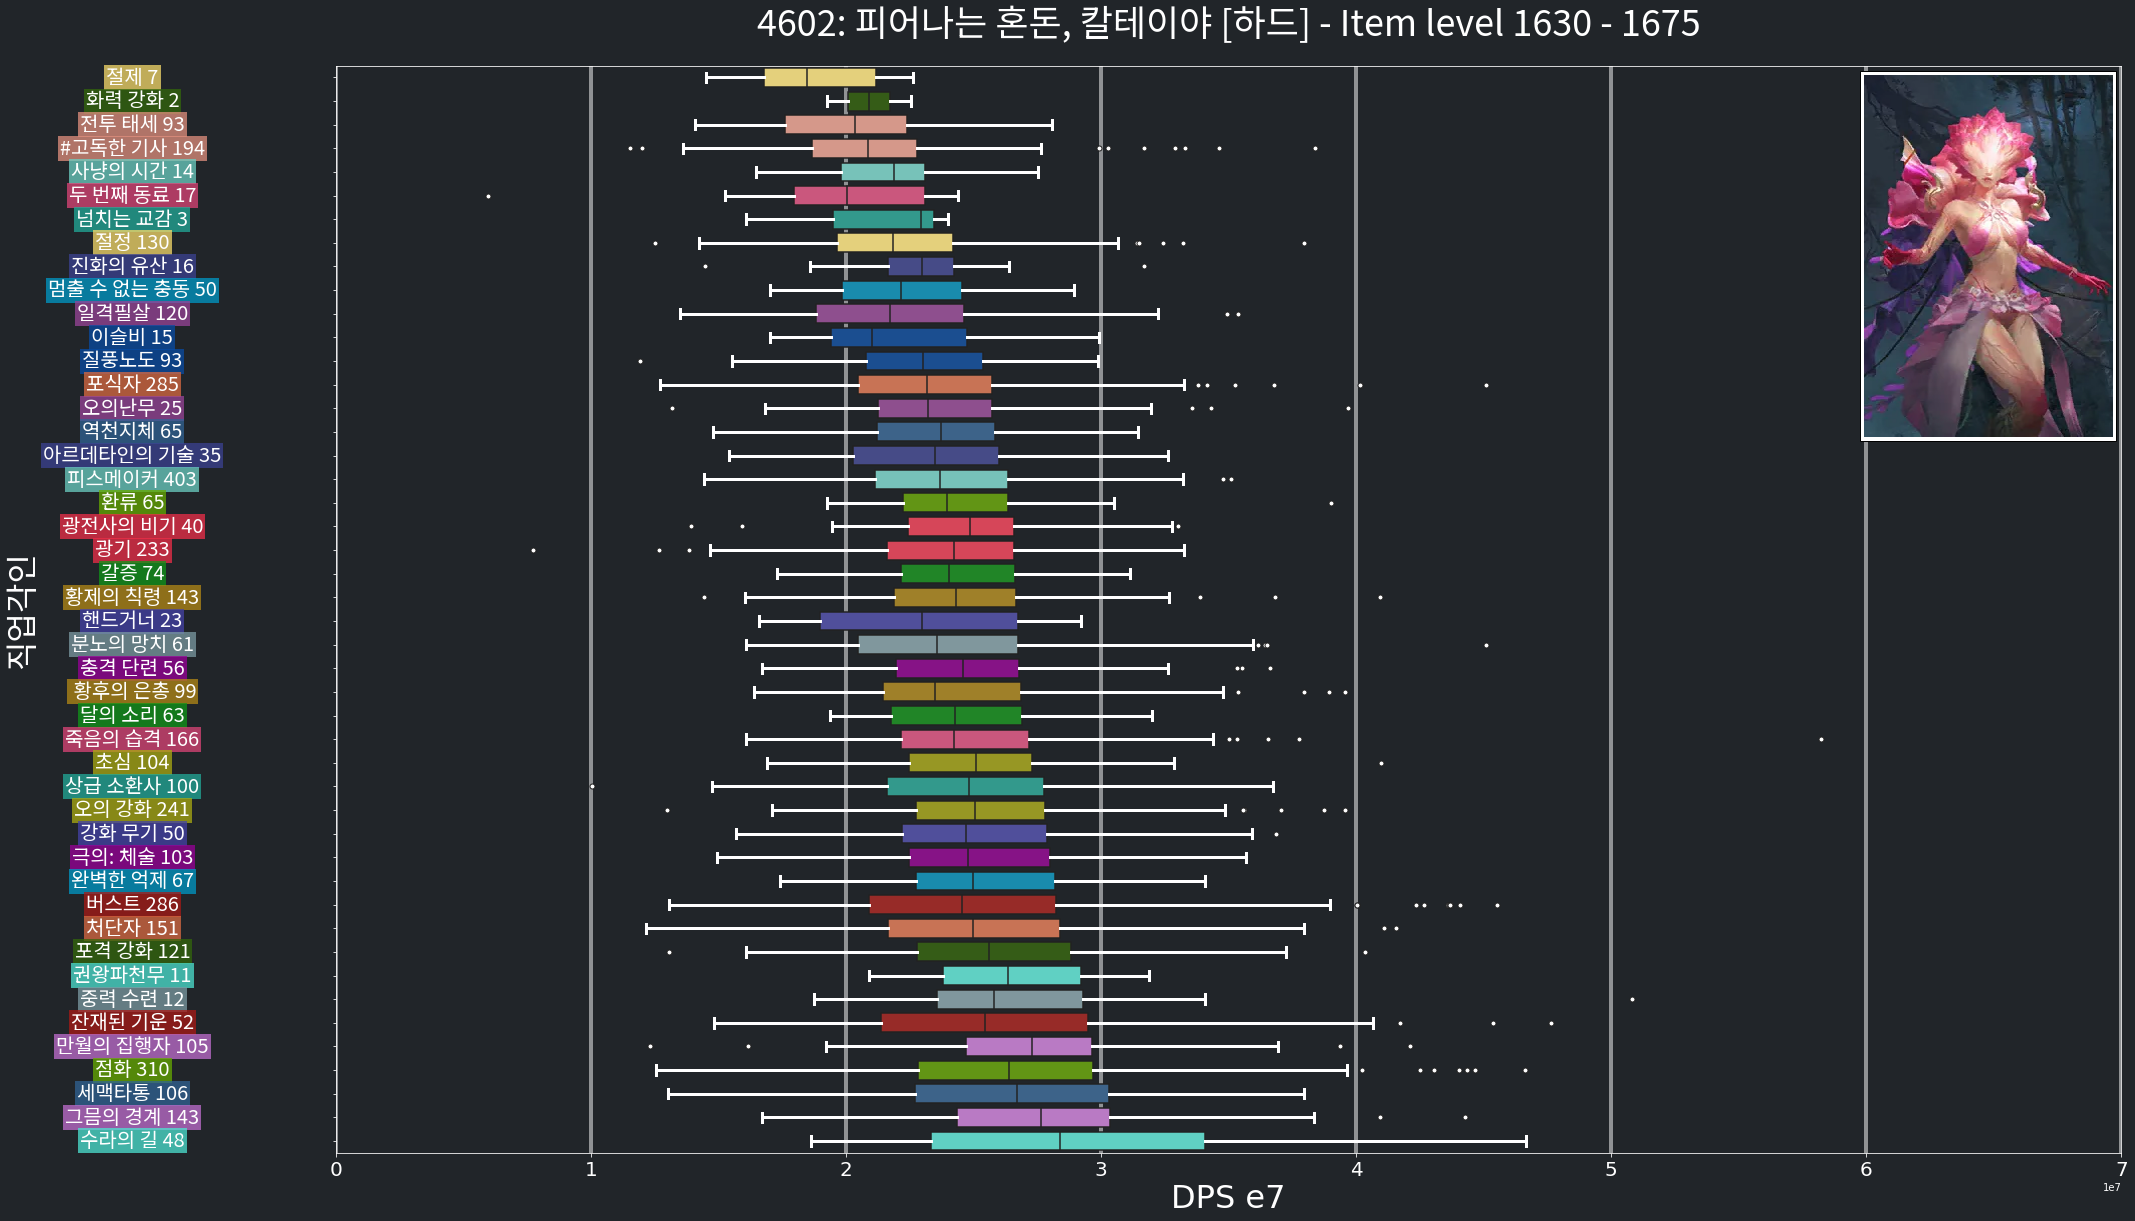 4602: 피어나는 혼돈, 칼테이야 [하드] - Item level 1630 - 1675
직업각인
절제 7
화력 강화 2
전투 태세 93
#고독한 기사 194
사냥의 시간 14
두 번째 동료 17
넘치는 교감 3
절정 130
진화의 유산 16
멈출 수 없는 충동 50
일격필살 120
이슬비 15
질풍노도 93
포식자 285
오의난무 25
역천지체 65
아르데타인의 기술 35
피스메이커 403
환류 65
광전사의 비기 40
광기 233
갈증 74
황제의 칙령 143
핸드거너 23
분노의 망치 61
충격 단련 56
황후의 은총 99
달의 소리 63
죽음의 습격 166
초심 104
상급 소환사 100
오의 강화 241
강화 무기 50
극의: 체술 103
완벽한 억제 67
버스트 286
처단자 151
포격 강화 121
권왕파천무 11
중력 수련 12
잔재된 기운 52
만월의 집행자 105
점화 310
세맥타통 106
그믐의 경계 143
수라의 길 48
0 1 2 3 4 5 6 7
1e7
DPS e7